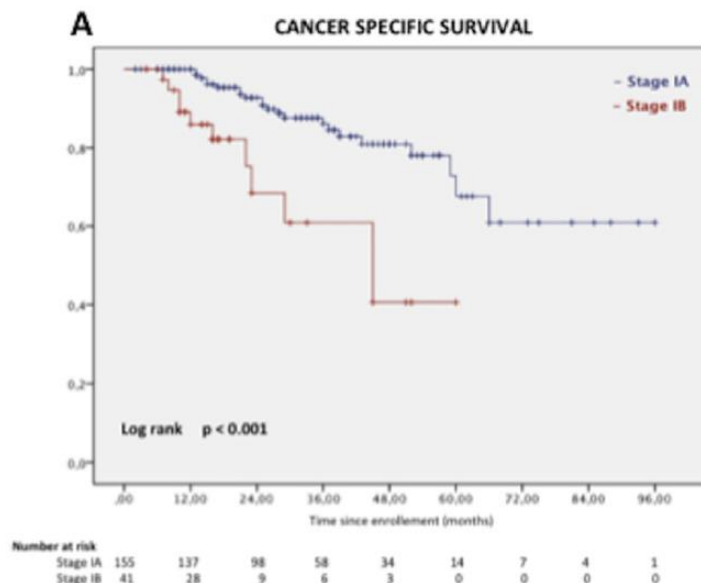 A
CANCER SPECIFIC SURVIVAL
1,0
0,8
0,6
0,4
0,2
0,0
Stage IA
Stage IB
Log rank p < 0.001
,00 12,00 24,00 36,00 48,00 60,00 72,00 84,00 96,00
Time since enrollement (months)
Number at risk
Stage IA 155 137 98 58 34 14 7 4 1
Stage IB 41 28 9 6 3 0 0 0 0